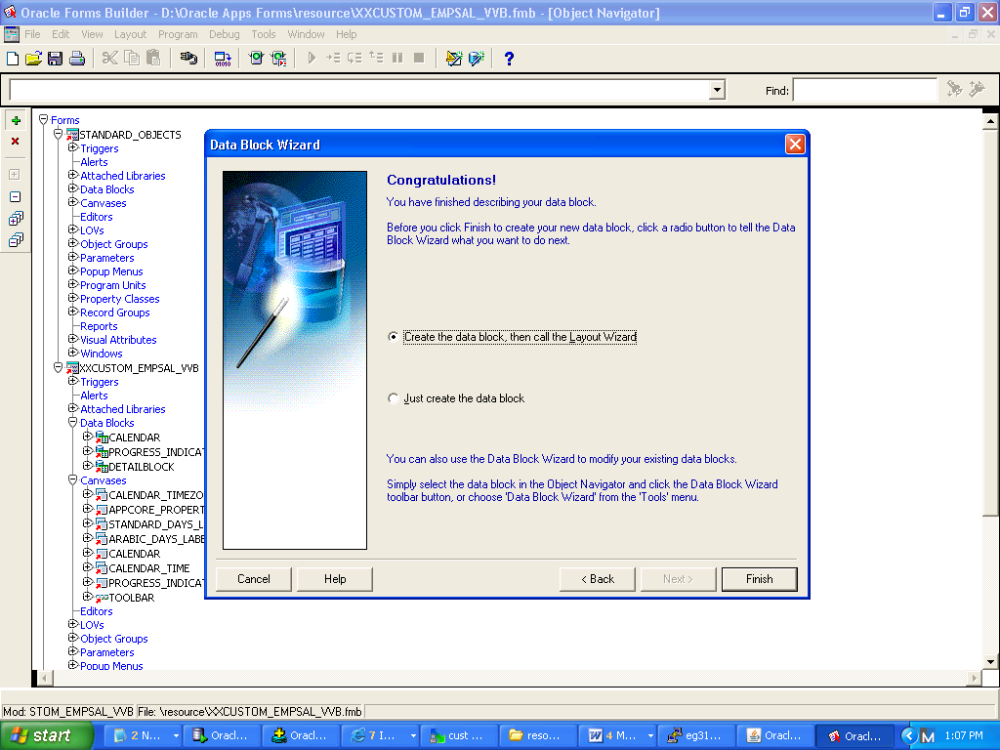 Oracle Forms Builder - D:\Oracle Apps Forms\resource\XXCUSTOM_EMPSAL_VVB.fmb - [Object Navigator]
File Edit View Layout Program Debug Tools Window Help
Find:
Forms
STANDARD_OBJECTS
Triggers
Alerts
Attached Libraries
Data Blocks
Canvases
Editors
LOVs
Object Groups
Parameters
Popup Menus
Program Units
Property Classes
Record Groups
Reports
Visual Attributes
Windows
XXCUSTOM_EMPSAL_VVB
Triggers
Alerts
Attached Libraries
Data Blocks
CALENDAR
PROGRESS_INDICAT
DETAILBLOCK
Canvases
CALENDAR_TIMEZO
APPCORE_PROPERT
STANDARD_DAYS_L
ARABIC_DAYS_LABE
CALENDAR
CALENDAR_TIME
PROGRESS_INDICAT
TOOLBAR
Editors
LOVs
Object Groups
Parameters
Popup Menus
Data Block Wizard
Congratulations!
You have finished describing your data block.
Before you click Finish to create your new data block, click a radio button to tell the Data
Block Wizard what you want to do next.
Create the data block, then call the Layout Wizard
Just create the data block
You can also use the Data Block Wizard to modify your existing data blocks.
Simply select the data block in the Object Navigator and click the Data Block Wizard
toolbar button, or choose 'Data Block Wizard' from the 'Tools' menu.
Cancel Help < Back Next > Finish
Mod: STOM_EMPSAL_VVB File: \resource\XXCUSTOM_EMPSAL_VVB.fmb
start 2 N... Oracl... Oracl... 7 I... cust ... reso... 4 M... eg31... Oracl... Oracl... 1:07 PM